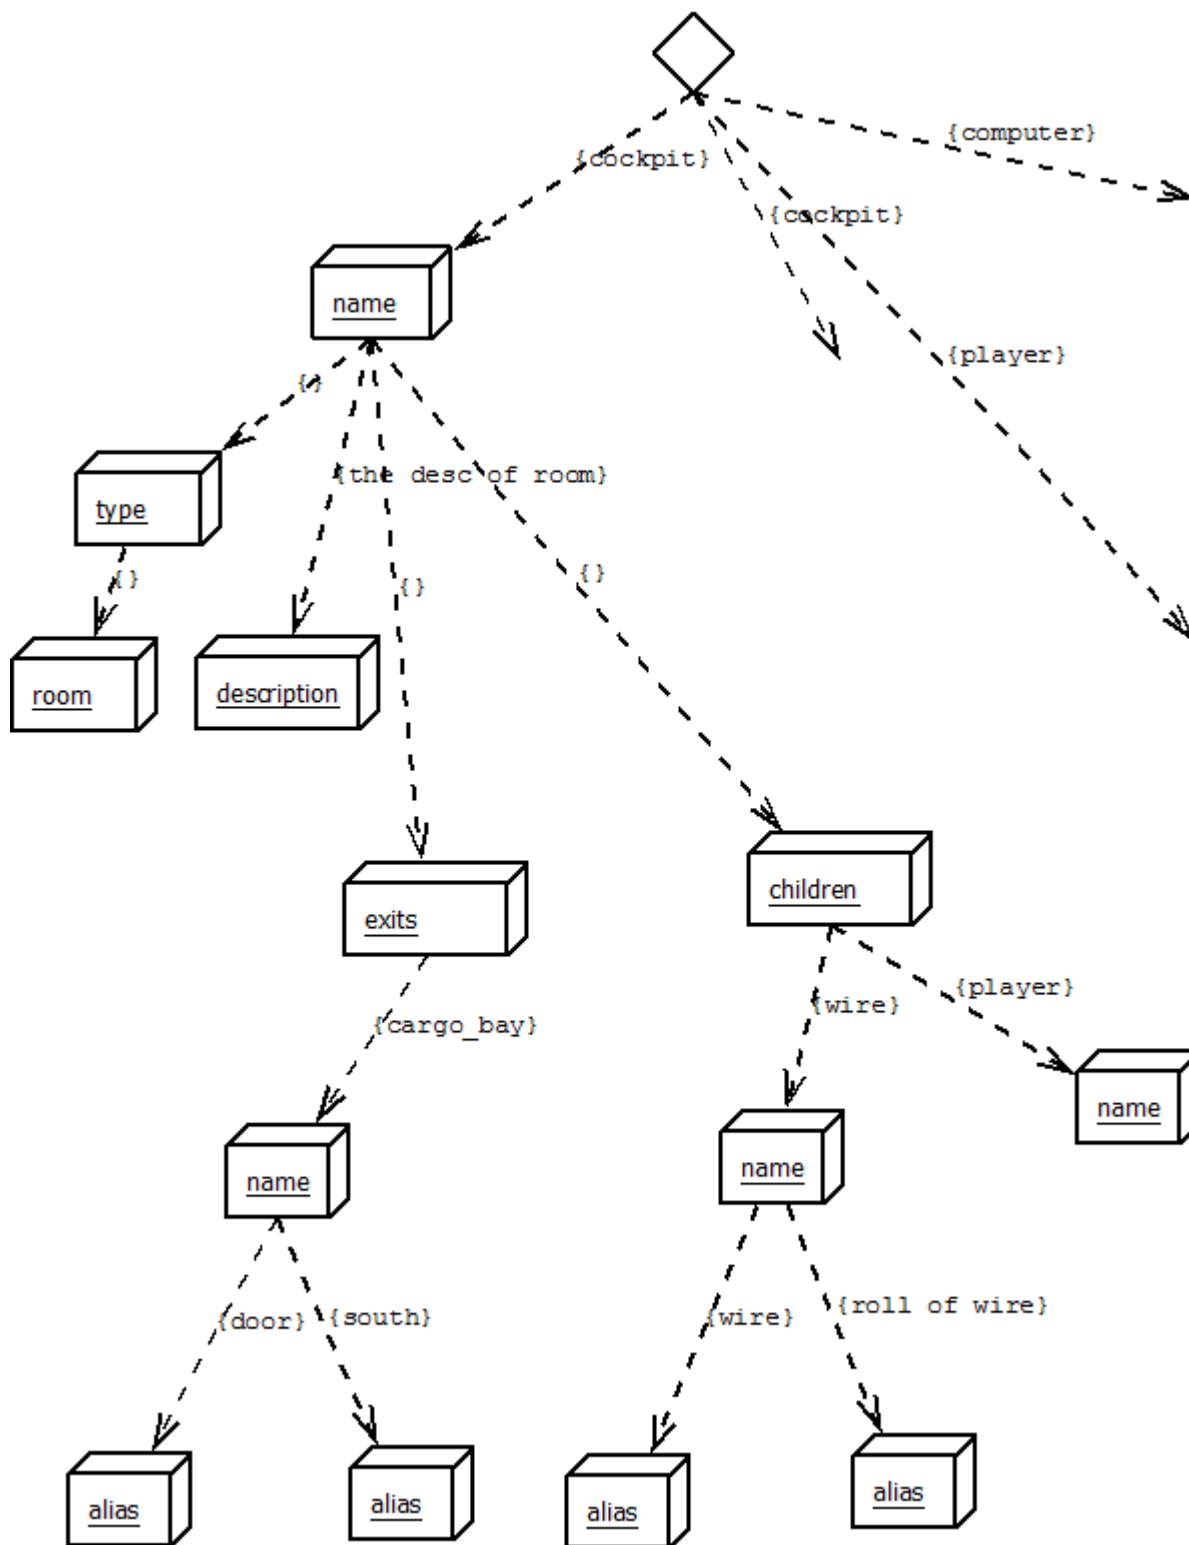 {computer}
{cockpit}
{cockpit}
name
{player}
{}
{the desc of room}
type
{}
{}
{}
room
description
children
exits
{player}
{wire}
{cargo_bay}
name
name
name
{roll of wire}
{door}
{south}
{wire}
alias
alias
alias
alias